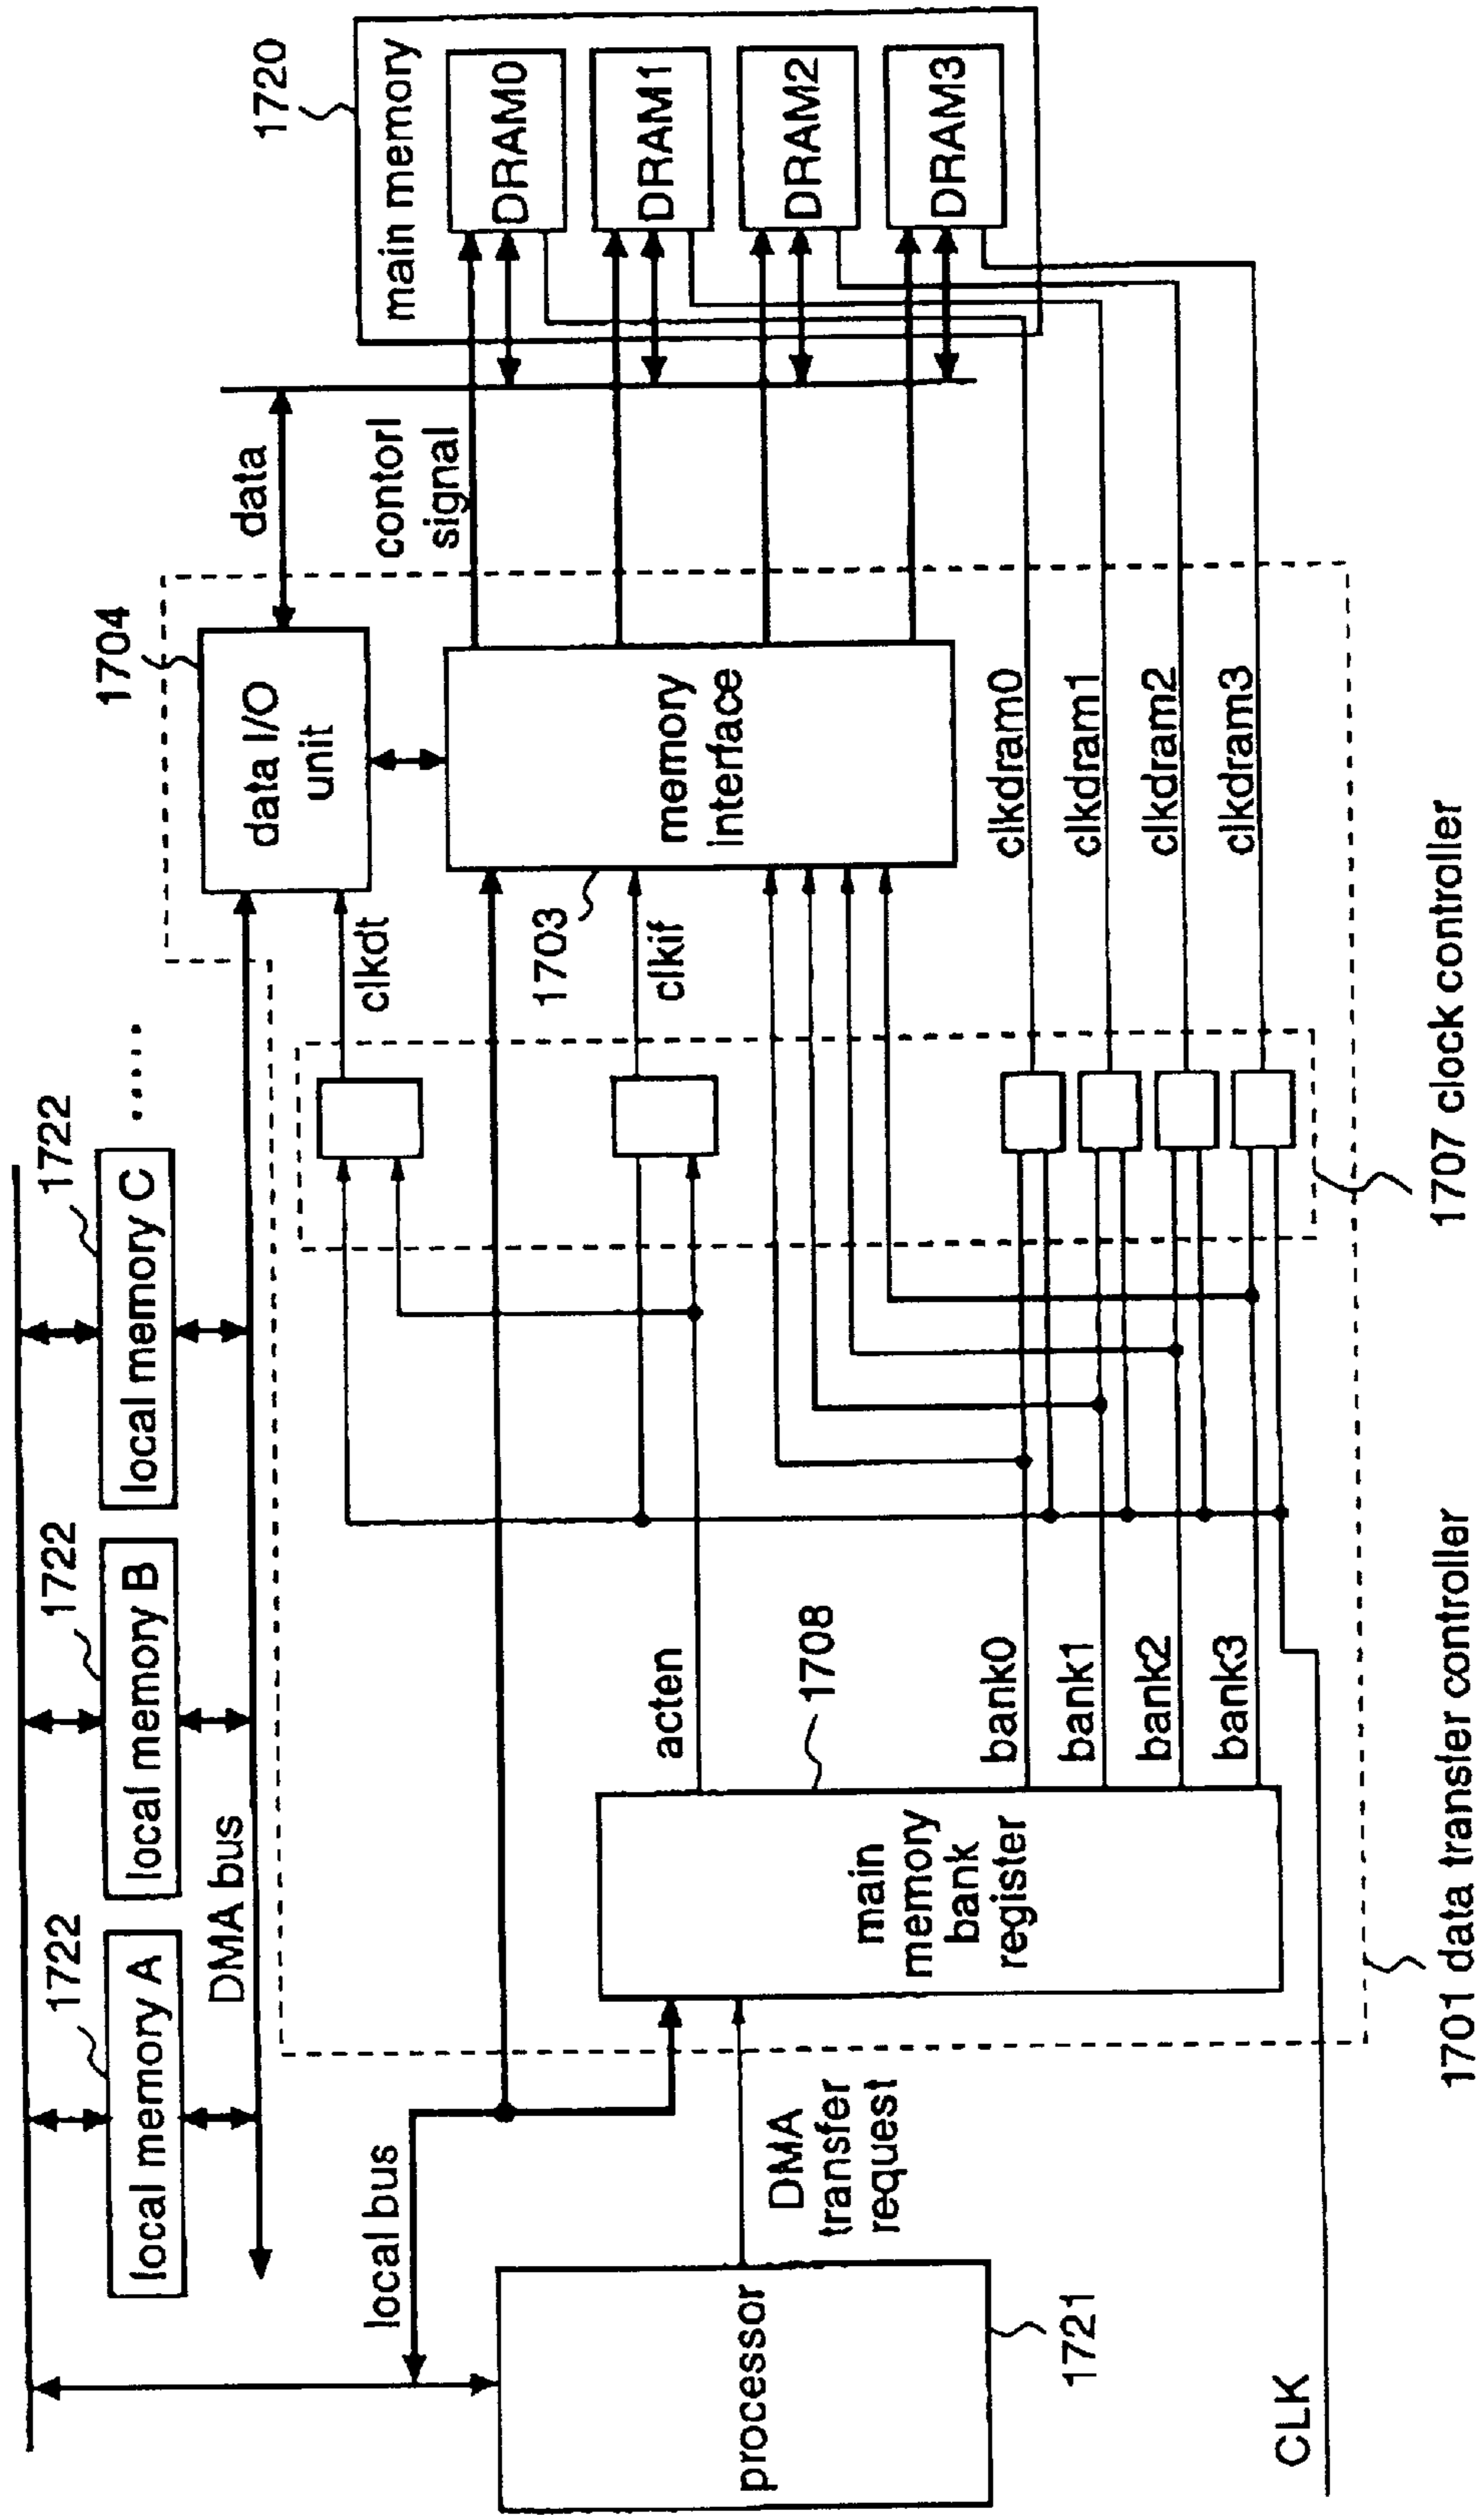 1722
1722
1722
local memory A
local memory B
local memory C
.....
DMA bus
1704
data I/O
unit
data
1720
main memory
DRAM0
DRAM1
DRAM2
DRAM3
local bus
clkdt
contorl
signal
1703
memory
interface
clkif
acten
processor
1721
DMA
transfer
request
main
memory
bank
register
1708
bank0
bank1
bank2
bank3
clkdram0
clkdram1
clkdram2
clkdram3
CLK
1701 data transfer controller
1707 clock controller